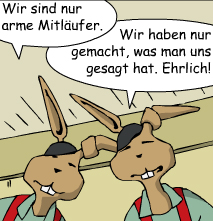 Wir sind nur
arme Mitläufer.
Wir haben nur
gemacht, was man uns
gesagt hat. Ehrlich!